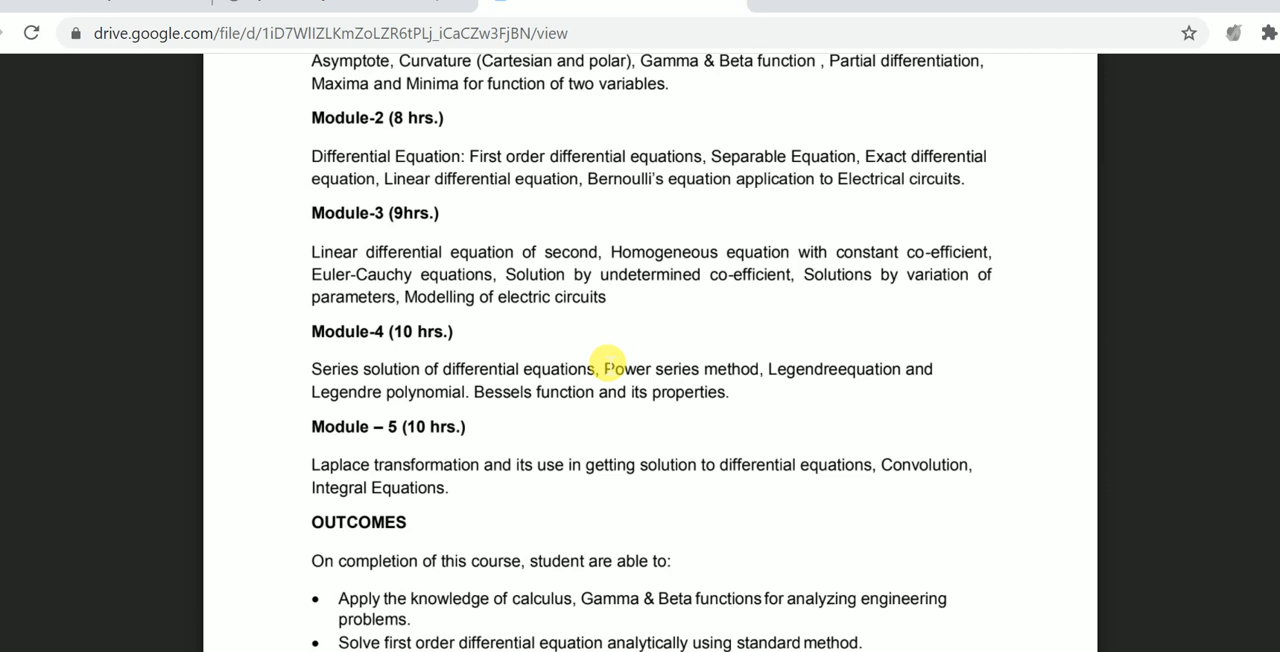 drive.google.com/file/d/1iD7WlIZLKmZoLZR6tPLj_iCaCZw3FjBN/view
Asymptote, Curvature (Cartesian and polar), Gamma & Beta function , Partial differentiation,
Maxima and Minima for function of two variables.
Module-2 (8 hrs.)
Differential Equation: First order differential equations, Separable Equation, Exact differential
equation, Linear differential equation, Bernoulli's equation application to Electrical circuits.
Module-3 (9hrs.)
Linear differential equation of second, Homogeneous equation with constant co-efficient,
Euler-Cauchy equations, Solution by undetermined co-efficient, Solutions by variation of
parameters, Modelling of electric circuits
Module-4 (10 hrs.)
Series solution of differential equations, Power series method, Legendreequation and
Legendre polynomial. Bessels function and its properties.
Module – 5 (10 hrs.)
Laplace transformation and its use in getting solution to differential equations, Convolution,
Integral Equations.
OUTCOMES
On completion of this course, student are able to:
• Apply the knowledge of calculus, Gamma & Beta functions for analyzing engineering
problems.
• Solve first order differential equation analytically using standard method.